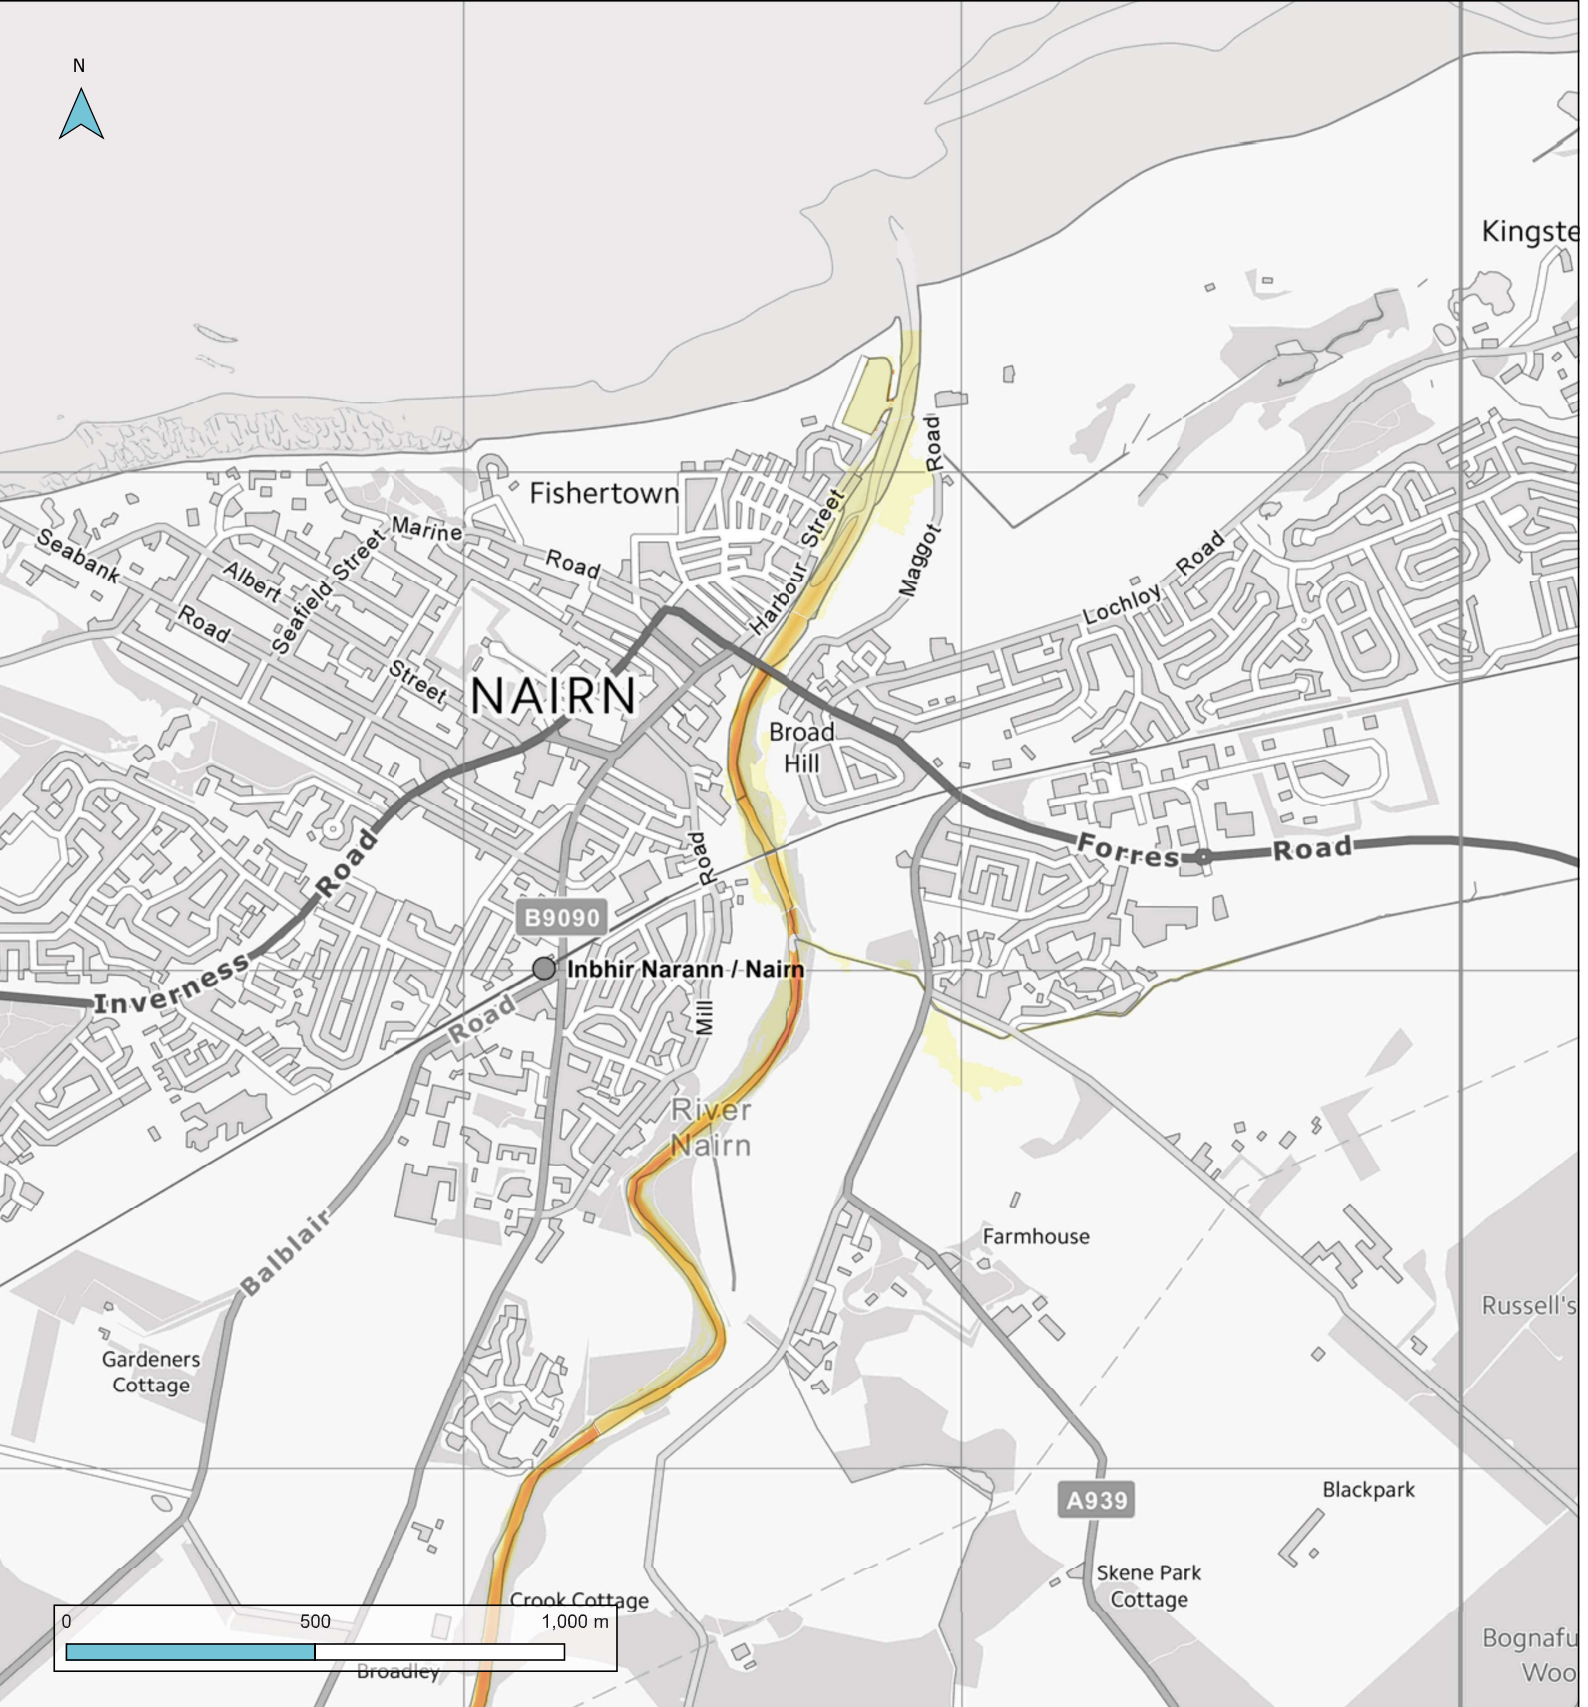 N
Kingste
Fishertown
Road
Street
Marine
Road
Seabank
Albert
Seafield Street
Road
Street
Harbour
Maggot
Lochloy Road
NAIRN
Broad
Hill
Road
Forres Road
Road
B9090
Inbhir Narann / Nairn
Inverness
Road
Mill
River
Nairn
Farmhouse
Balblair
Russell's
Gardeners
Cottage
A939
Blackpark
Skene Park
Cottage
Crook Cottage
0 500 1,000 m
Bognafu
Woo
Broadley